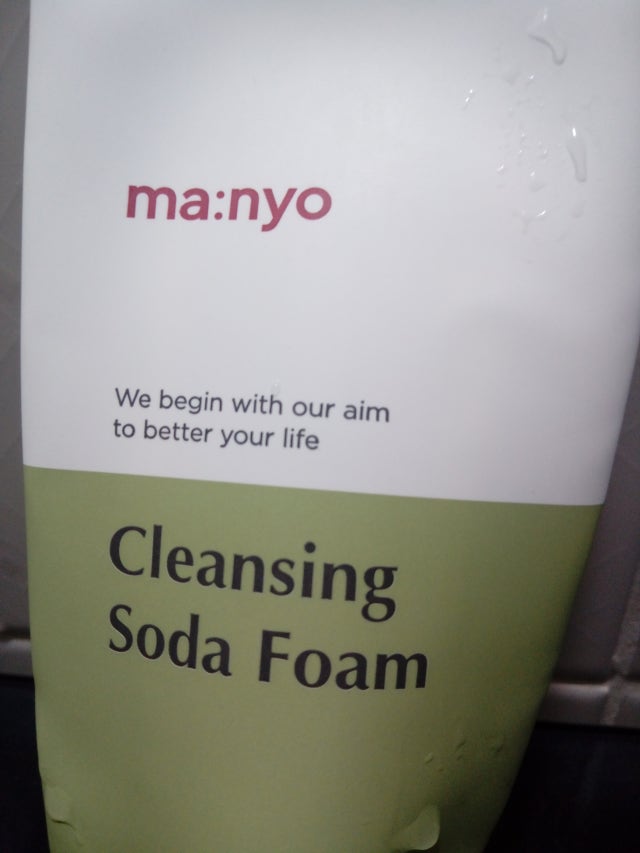 ma:nyo
We begin with our aim
to better your life
Cleansing
Soda Foam